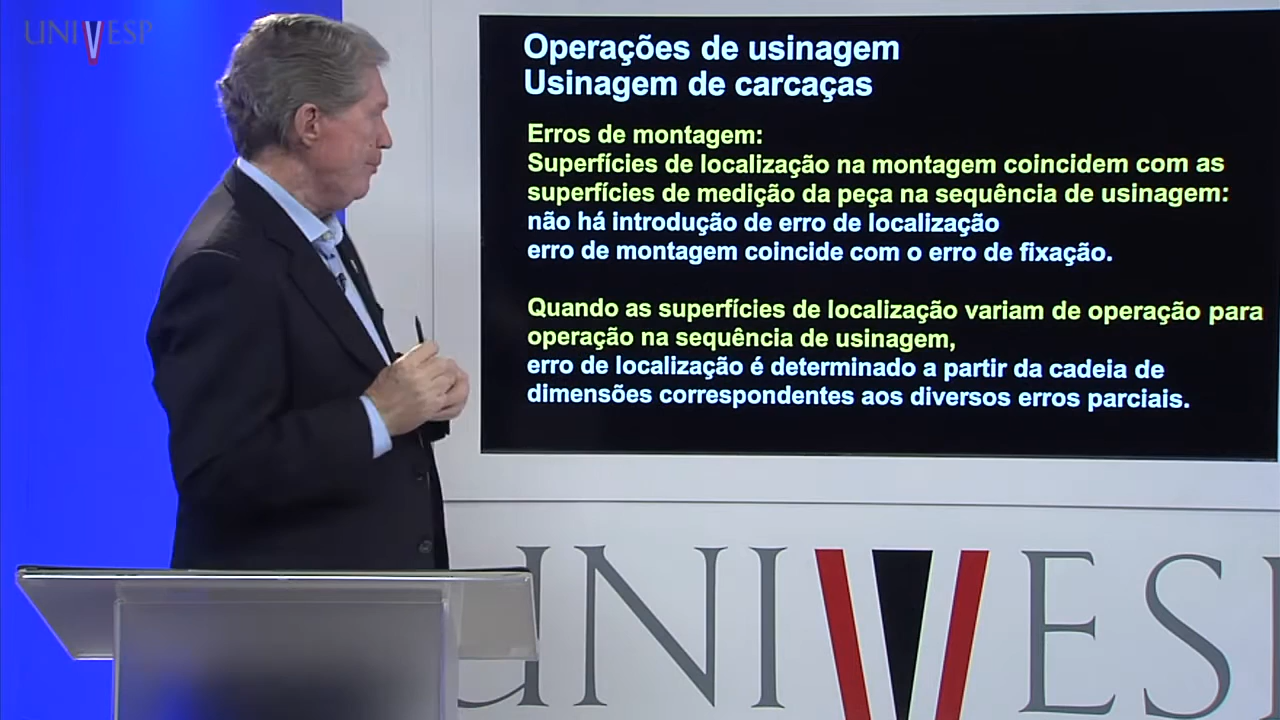 UNIVESP
Operações de usinagem
Usinagem de carcaças
Erros de montagem:
Superfícies de localização na montagem coincidem com as
superfícies de medição da peça na sequência de usinagem:
não há introdução de erro de localização
erro de montagem coincide com o erro de fixação.
Quando as superfícies de localização variam de operação para
operação na sequência de usinagem,
erro de localização é determinado a partir da cadeia de
dimensões correspondentes aos diversos erros parciais.
UNIVESP